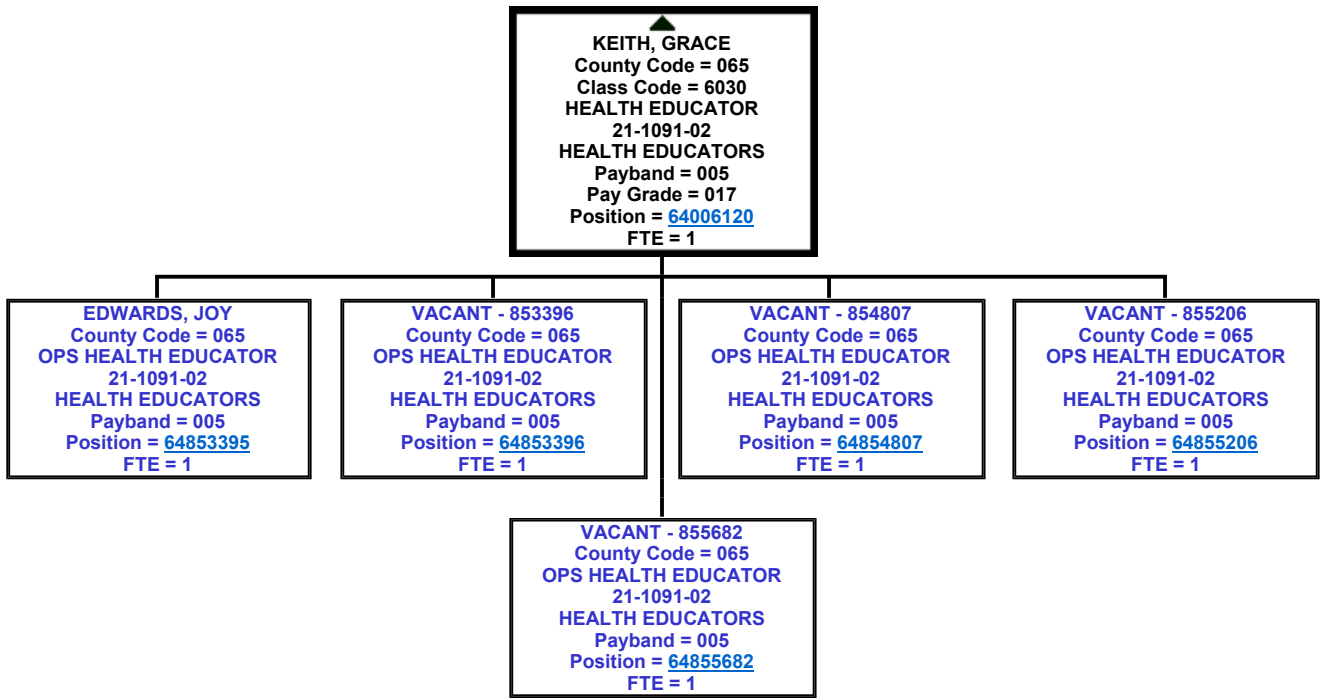 KEITH, GRACE
County Code = 065
Class Code = 6030
HEALTH EDUCATOR
21-1091-02
HEALTH EDUCATORS
Payband = 005
Pay Grade = 017
Position = 64006120
FTE = 1
EDWARDS, JOY
County Code = 065
OPS HEALTH EDUCATOR
21-1091-02
HEALTH EDUCATORS
Payband = 005
Position = 64853395
FTE = 1
VACANT - 853396
County Code = 065
OPS HEALTH EDUCATOR
21-1091-02
HEALTH EDUCATORS
Payband = 005
Position = 64853396
FTE = 1
VACANT - 854807
County Code = 065
OPS HEALTH EDUCATOR
21-1091-02
HEALTH EDUCATORS
Payband = 005
Position = 64854807
FTE = 1
VACANT - 855206
County Code = 065
OPS HEALTH EDUCATOR
21-1091-02
HEALTH EDUCATORS
Payband = 005
Position = 64855206
FTE = 1
VACANT - 855682
County Code = 065
OPS HEALTH EDUCATOR
21-1091-02
HEALTH EDUCATORS
Payband = 005
Position = 64855682
FTE = 1